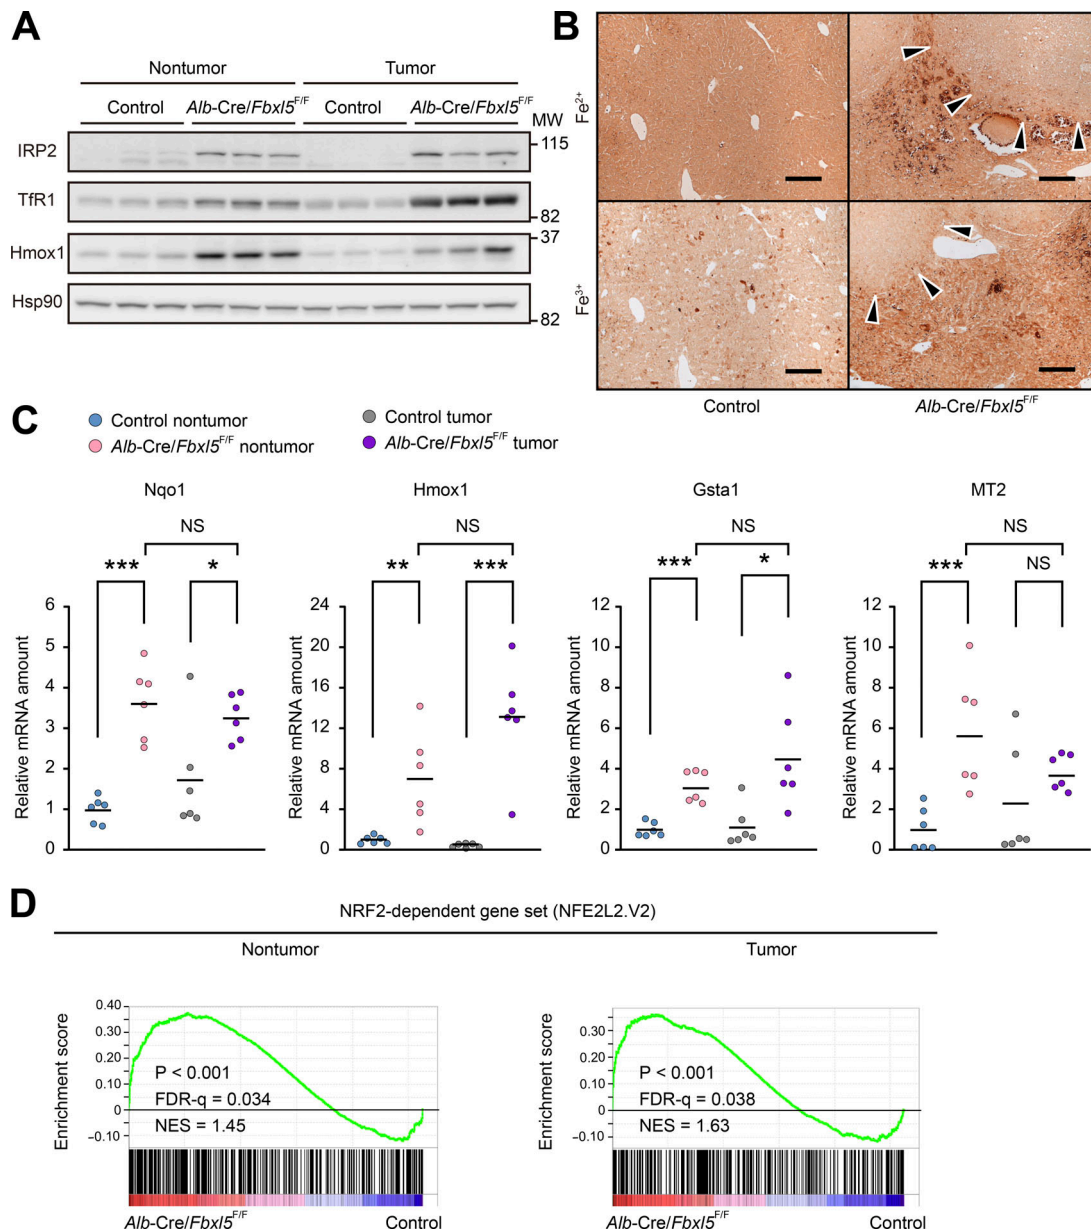 A
Nontumor Tumor
Control Alb-Cre/Fbxl5F/F Control Alb-Cre/Fbxl5F/F
MW
IRP2
115
TfR1
82
37
Hmox1
Hsp90
82
B
Fe2+
Fe3+
Control Alb-Cre/Fbxl5F/F
C
Control nontumor Control tumor
Alb-Cre/Fbxl5F/F nontumor Alb-Cre/Fbxl5F/F tumor
Nqo1
NS
*** *
Relative mRNA amount
6
5
4
3
2
1
0
Hmox1
NS
** ***
Relative mRNA amount
24
20
16
12
8
4
0
Gsta1
NS
*** *
Relative mRNA amount
12
10
8
6
4
2
0
MT2
NS
*** NS
Relative mRNA amount
12
10
8
6
4
2
0
D
NRF2-dependent gene set (NFE2L2.V2)
Nontumor
Enrichment score
0.40
0.30
0.20
0.10
0
–0.10
P < 0.001
FDR-q = 0.034
NES = 1.45
Alb-Cre/Fbxl5F/F Control
Tumor
Enrichment score
0.30
0.20
0.10
0
–0.10
P < 0.001
FDR-q = 0.038
NES = 1.63
Alb-Cre/Fbxl5F/F Control